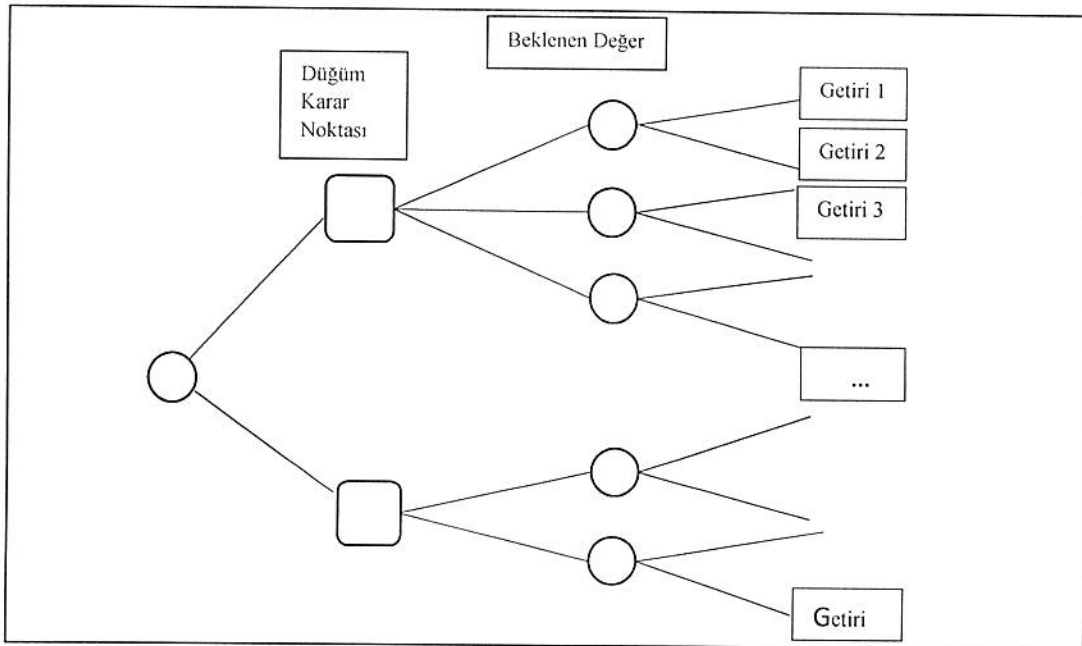 Beklenen Değer
Düğüm
Karar
Noktası
Getiri 1
Getiri 2
Getiri 3
...
Getiri